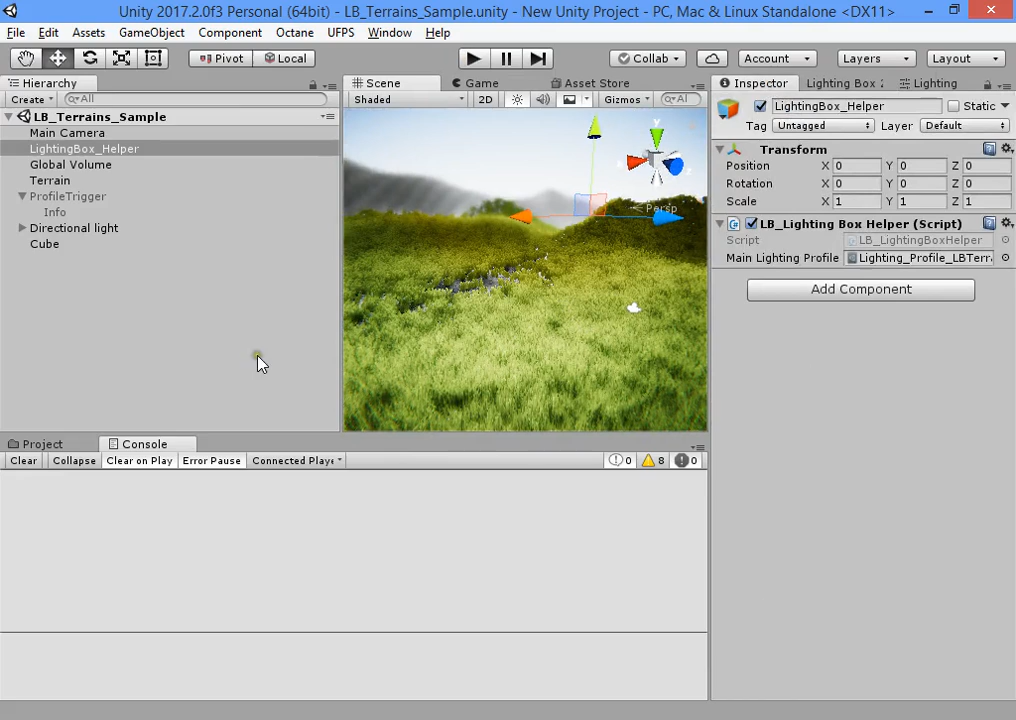 Unity 2017.2.0f3 Personal (64bit) - LB_Terrains_Sample.unity - New Unity Project - PC, Mac & Linux Standalone <DX11>
File Edit Assets GameObject Component Octane UFPS Window Help
Pivot Local Collab Account Layers Layout
Hierarchy Scene Game Asset Store Inspector Lighting Box Lighting
Create All Shaded 2D Gizmos Al LightingBox_Helper Static
LB_Terrains_Sample
Main Camera
LightingBox_Helper
Global Volume
Terrain
ProfileTrigger
Info
Directional light
Cube
y
Persp
Tag Untagged Layer Default
Transform
Position X 0 Y 0 Z 0
Rotation X 0 Y 0 Z 0
Scale X 1 Y 1 Z 1
LB_Lighting Box Helper (Script)
Script LB_LightingBoxHelper
Main Lighting Profile Lighting_Profile_LBTerr
Add Component
Project Console
Clear Collapse Clear on Play Error Pause Connected Playe 0 8 0